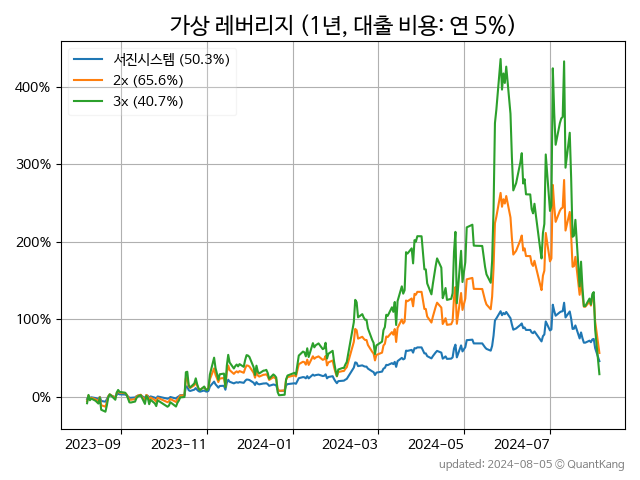 가상 레버리지 (1년, 대출 비용: 연 5%)
서진시스템 (50.3%)
2x (65.6%)
3x (40.7%)
400%
300%
200%
100%
0%
2023-09 2023-11 2024-01 2024-03 2024-05 2024-07
updated: 2024-08-05 © QuantKang